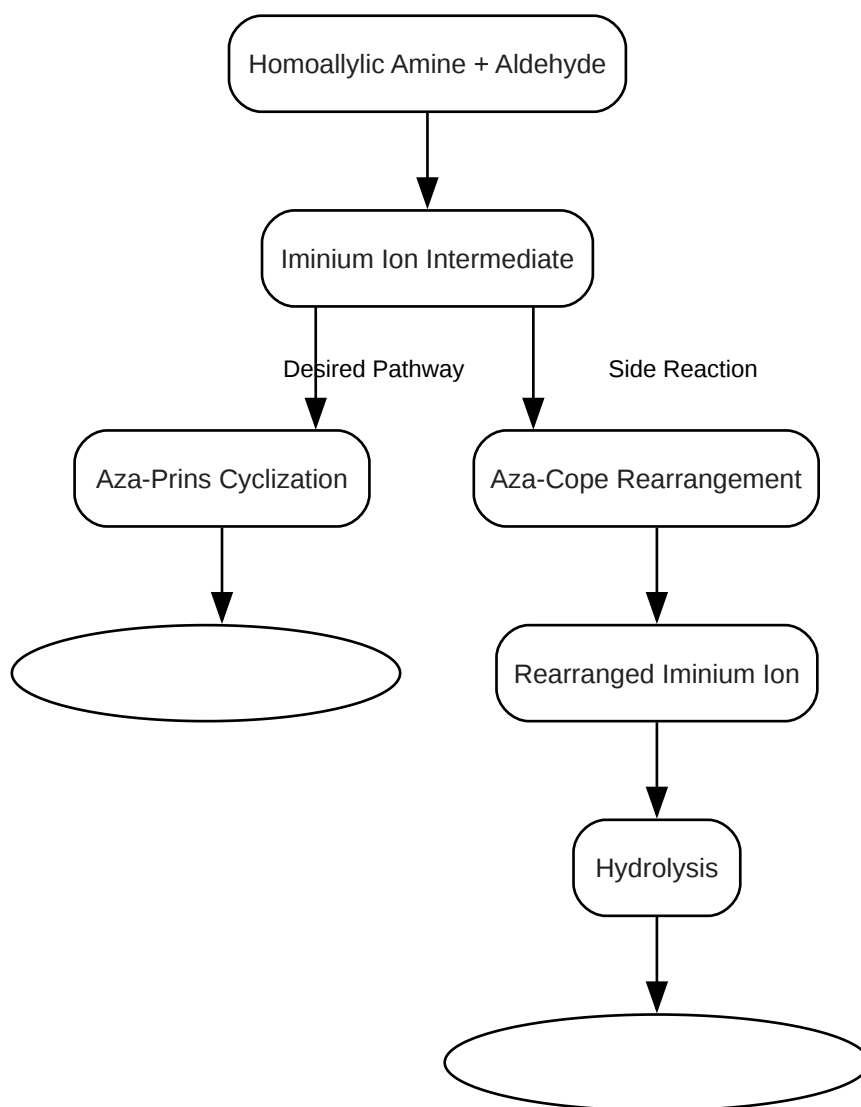 Homoallylic Amine + Aldehyde
Iminium Ion Intermediate
Desired Pathway
Side Reaction
Aza-Prins Cyclization
Aza-Cope Rearrangement
Rearranged Iminium Ion
Hydrolysis